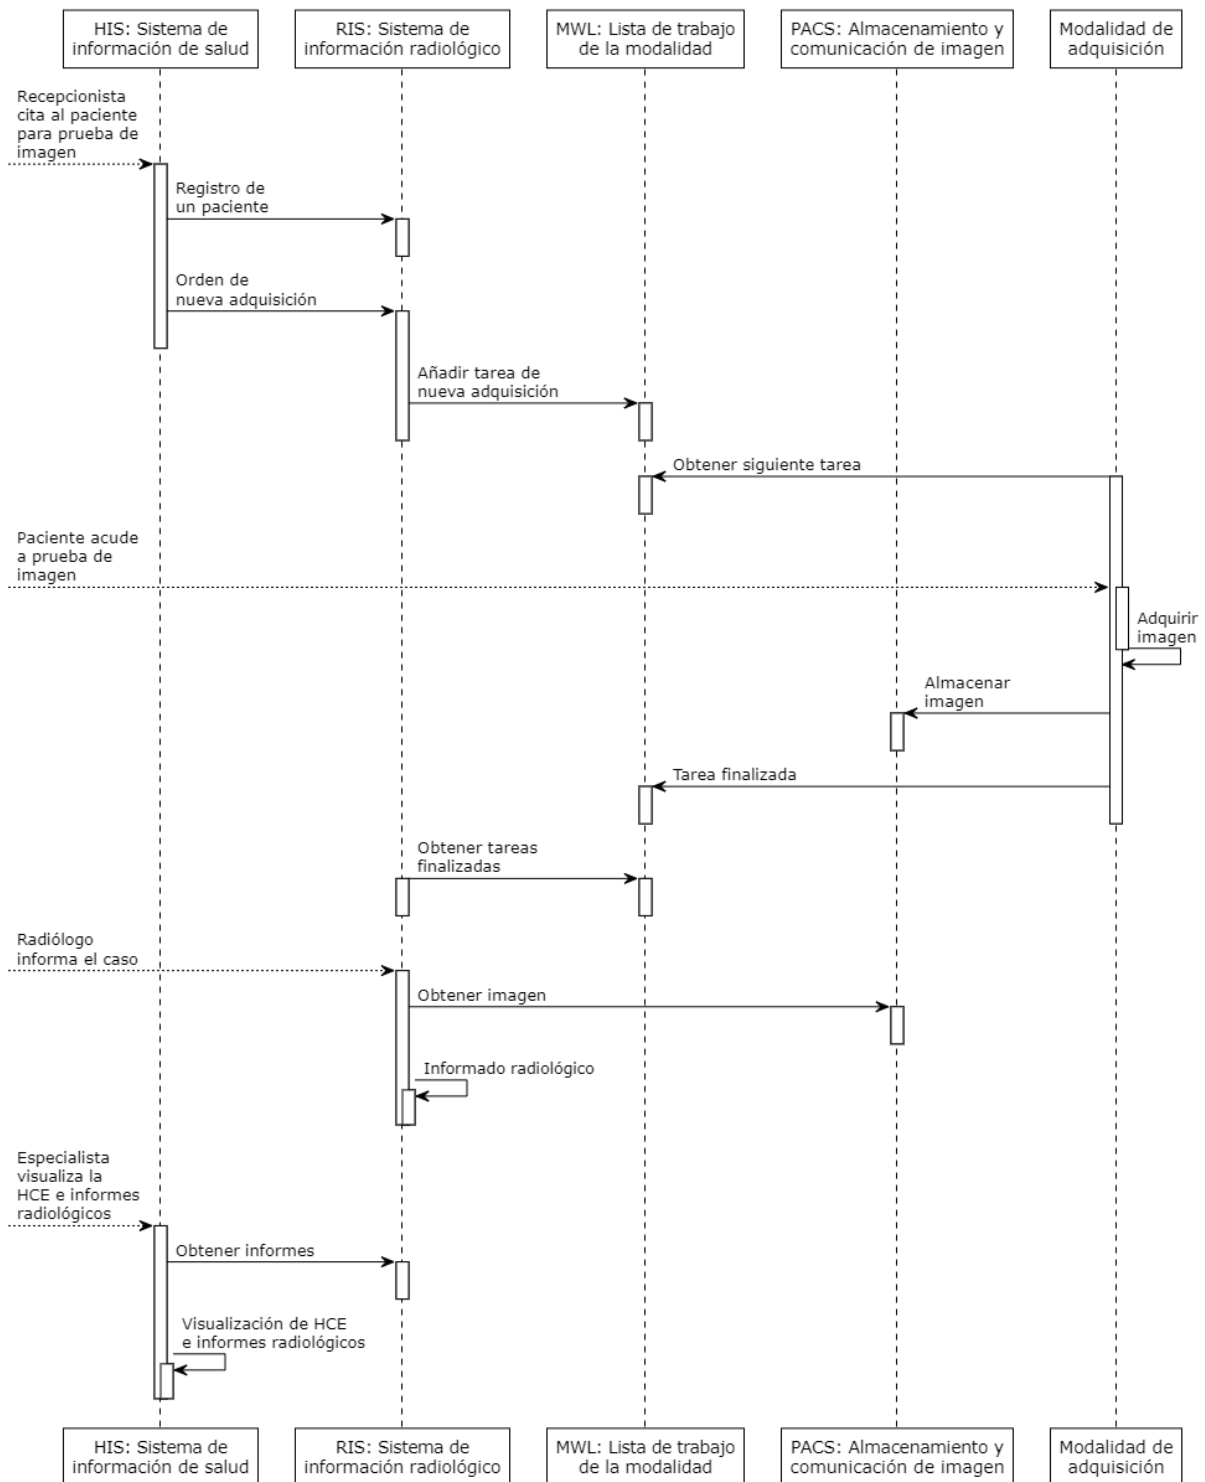 HIS: Sistema de
información de salud
RIS: Sistema de
información radiológico
MWL: Lista de trabajo
de la modalidad
PACS: Almacenamiento y
comunicación de imagen
Modalidad de
adquisición
Recepcionista
cita al paciente
para prueba de
imagen
Registro de
un paciente
Orden de
nueva adquisición
Añadir tarea de
nueva adquisición
Obtener siguiente tarea
Paciente acude
a prueba de
imagen
Adquirir
imagen
Almacenar
imagen
Tarea finalizada
Obtener tareas
finalizadas
Radiólogo
informa el caso
Obtener imagen
Informado radiológico
Especialista
visualiza la
HCE e informes
radiológicos
Obtener informes
Visualización de HCE
e informes radiológicos
HIS: Sistema de
información de salud
RIS: Sistema de
información radiológico
MWL: Lista de trabajo
de la modalidad
PACS: Almacenamiento y
comunicación de imagen
Modalidad de
adquisición